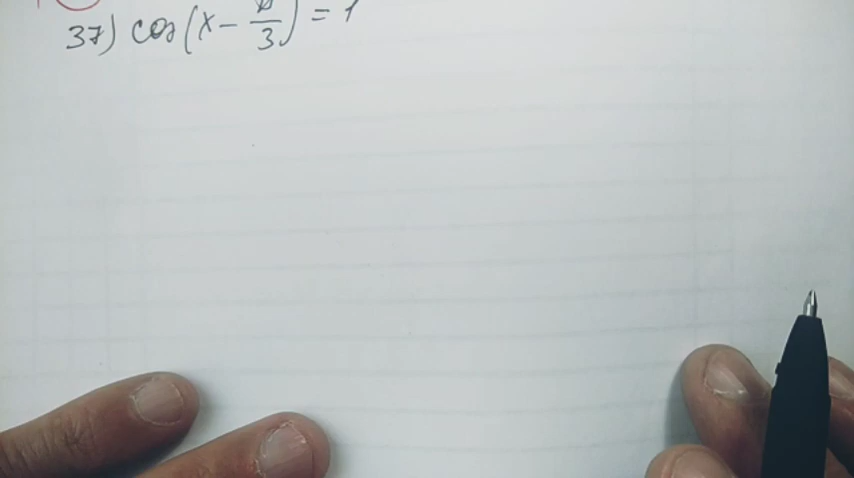 37) cos(x - π/3) = 1